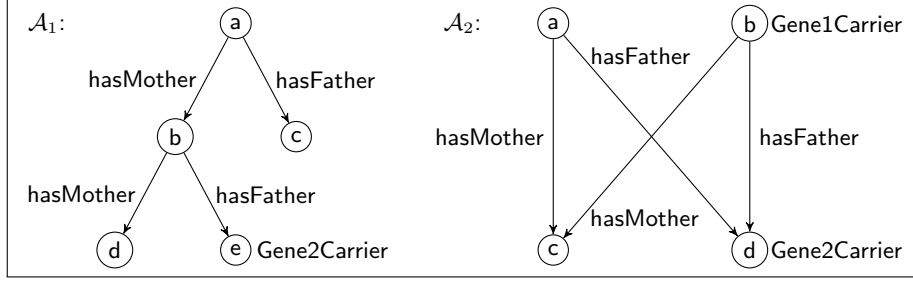 𝒜₁:
a
hasMother
hasFather
b
c
hasMother
hasFather
d
e
Gene2Carrier
𝒜₂:
a
b
Gene1Carrier
hasFather
hasMother
hasFather
hasMother
c
d
Gene2Carrier